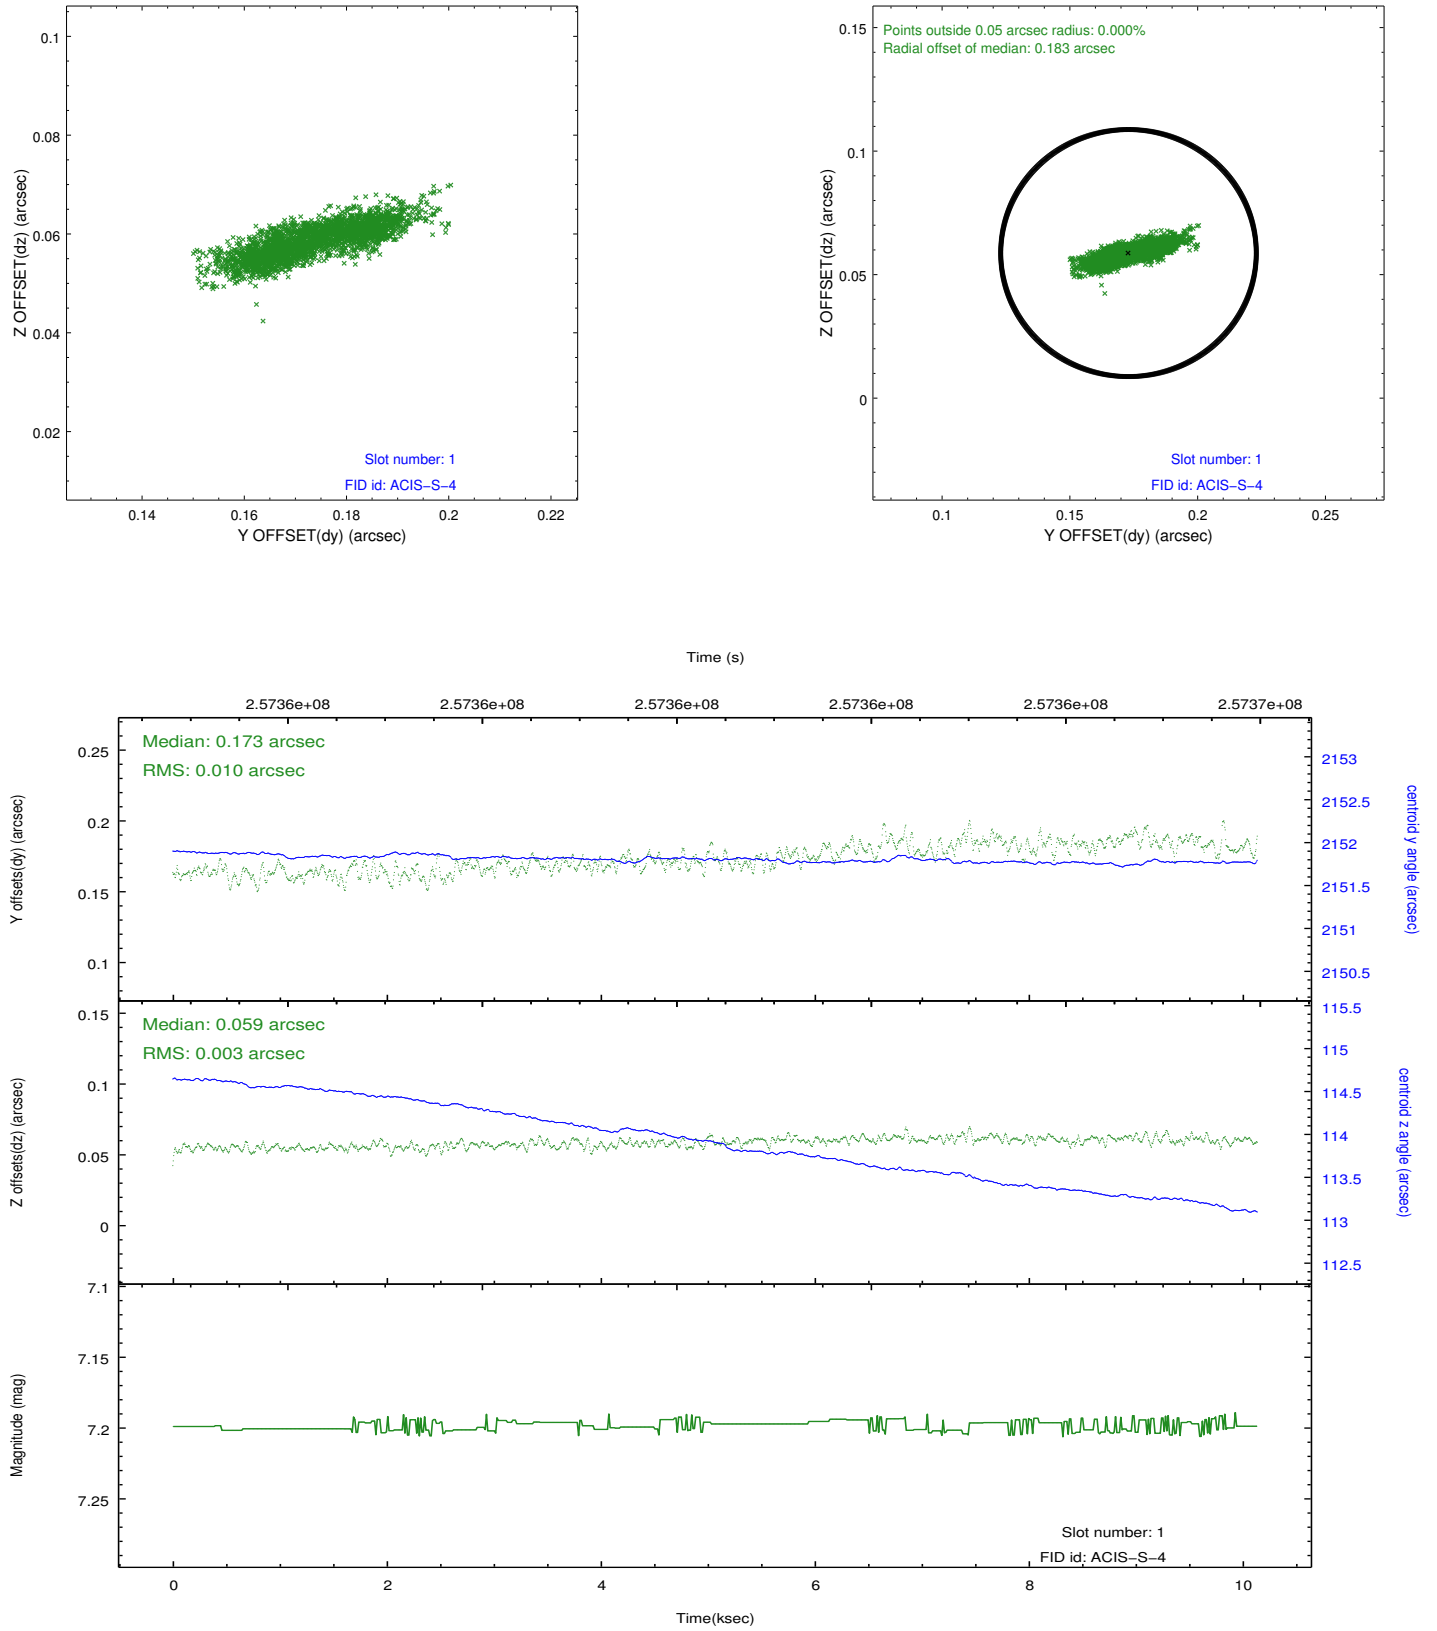 0.1
0.08
0.06
0.04
0.02
Z OFFSET(dz) (arcsec)
Slot number: 1
FID id: ACIS−S−4
0.14 0.16 0.18 0.2 0.22
Y OFFSET(dy) (arcsec)
Points outside 0.05 arcsec radius: 0.000%
Radial offset of median: 0.183 arcsec
0.15
0.1
0.05
0
Z OFFSET(dz) (arcsec)
Slot number: 1
FID id: ACIS−S−4
0.1 0.15 0.2 0.25
Y OFFSET(dy) (arcsec)
Time (s)
2.5736e+08 2.5736e+08 2.5736e+08 2.5736e+08 2.5736e+08 2.5737e+08
Median: 0.173 arcsec
RMS: 0.010 arcsec
0.25
0.2
0.15
0.1
Y offsets(dy) (arcsec)
2153
2152.5
2152
2151.5
2151
2150.5
centroid y angle (arcsec)
Median: 0.059 arcsec
RMS: 0.003 arcsec
0.15
0.1
0.05
0
Z offsets(dz) (arcsec)
115.5
115
114.5
114
113.5
113
112.5
centroid z angle (arcsec)
7.1
7.15
7.2
7.25
Magnitude (mag)
Slot number: 1
FID id: ACIS−S−4
0 2 4 6 8 10
Time(ksec)